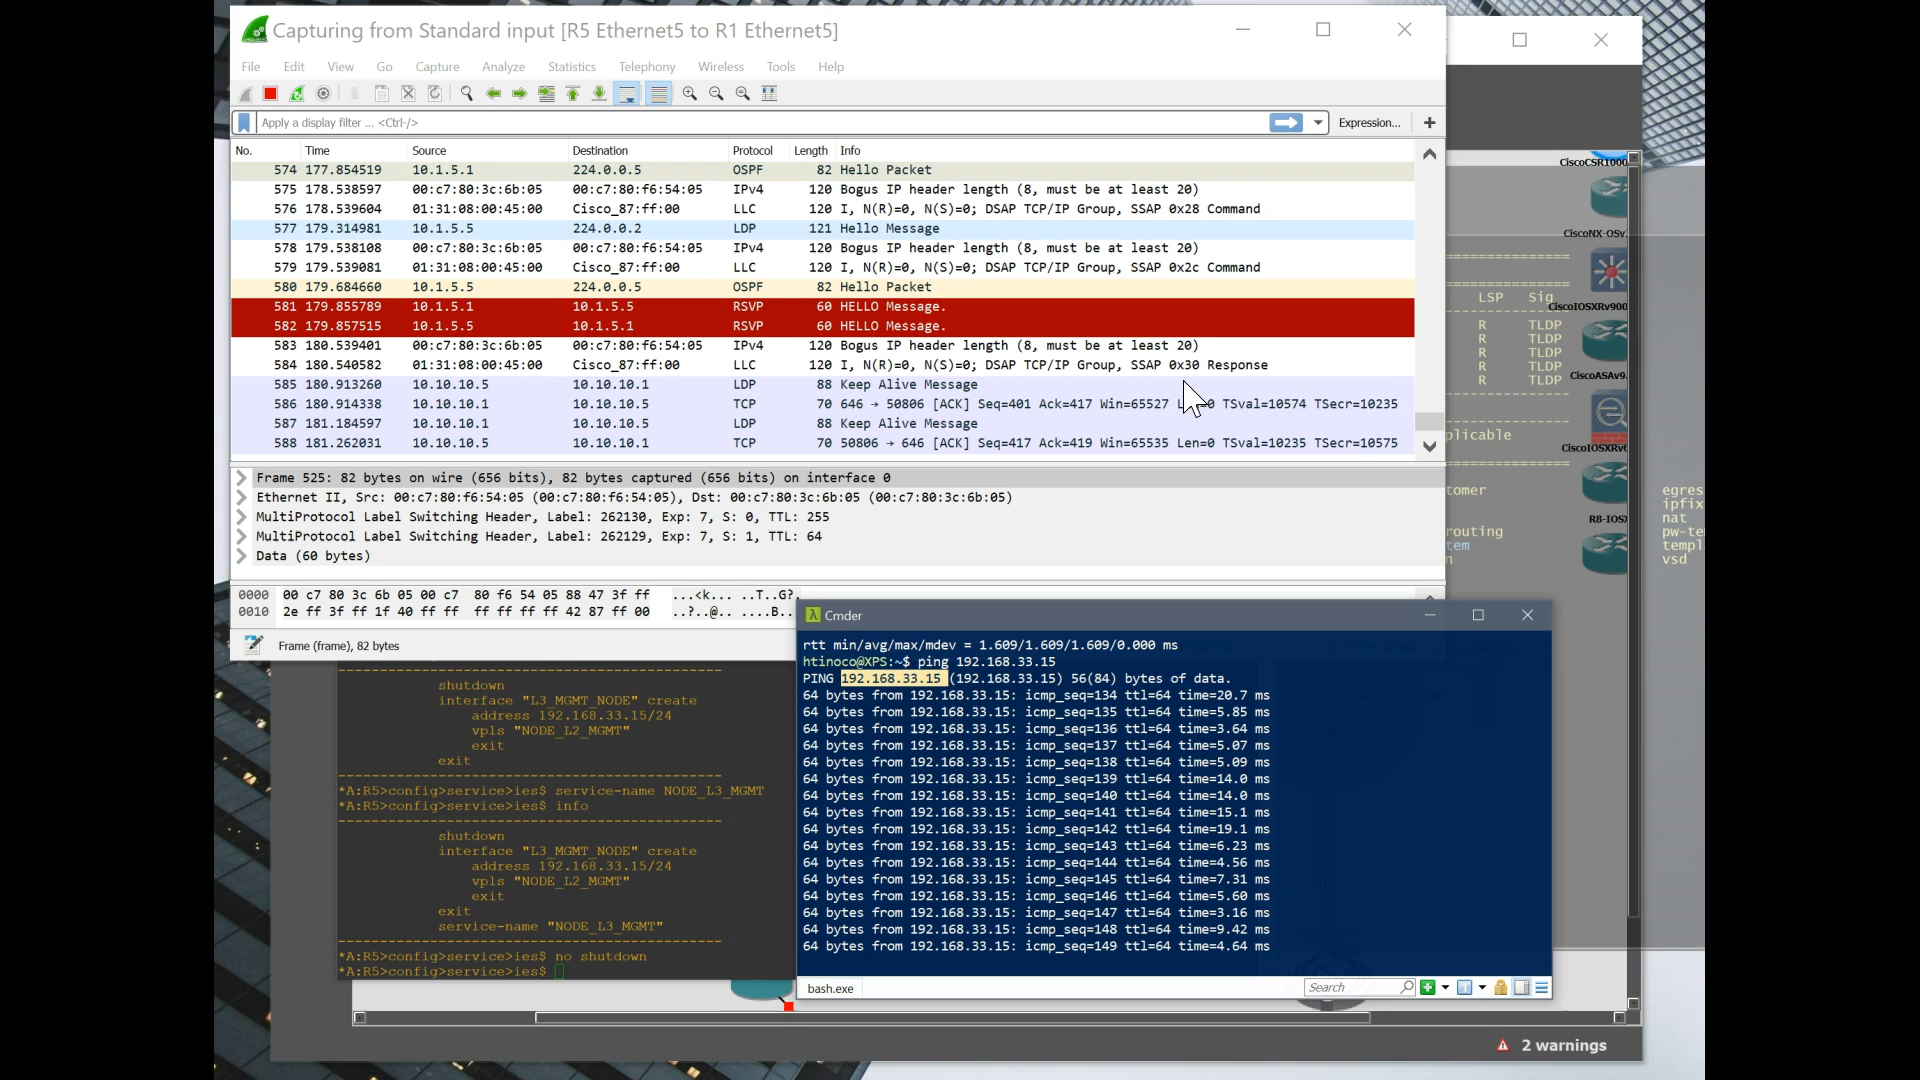 Capturing from Standard input [R5 Ethernet5 to R1 Ethernet5]
File Edit View Go Capture Analyze Statistics Telephony Wireless Tools Help
Apply a display filter ... <Ctrl-/>
Expression...
No. Time Source Destination Protocol Length Info
574 177.854519 10.1.5.1 224.0.0.5 OSPF 82 Hello Packet
575 178.538597 00:c7:80:3c:6b:05 00:c7:80:f6:54:05 IPv4 120 Bogus IP header length (8, must be at least 20)
576 178.539604 01:31:08:00:45:00 Cisco_87:ff:00 LLC 120 I, N(R)=0, N(S)=0; DSAP TCP/IP Group, SSAP 0x28 Command
577 179.314981 10.1.5.5 224.0.0.2 LDP 121 Hello Message
578 179.538108 00:c7:80:3c:6b:05 00:c7:80:f6:54:05 IPv4 120 Bogus IP header length (8, must be at least 20)
579 179.539081 01:31:08:00:45:00 Cisco_87:ff:00 LLC 120 I, N(R)=0, N(S)=0; DSAP TCP/IP Group, SSAP 0x2c Command
580 179.684660 10.1.5.5 224.0.0.5 OSPF 82 Hello Packet
581 179.855789 10.1.5.1 10.1.5.5 RSVP 60 HELLO Message.
582 179.857515 10.1.5.5 10.1.5.1 RSVP 60 HELLO Message.
583 180.539401 00:c7:80:3c:6b:05 00:c7:80:f6:54:05 IPv4 120 Bogus IP header length (8, must be at least 20)
584 180.540582 01:31:08:00:45:00 Cisco_87:ff:00 LLC 120 I, N(R)=0, N(S)=0; DSAP TCP/IP Group, SSAP 0x30 Response
585 180.913260 10.10.10.5 10.10.10.1 LDP 88 Keep Alive Message
586 180.914338 10.10.10.1 10.10.10.5 TCP 70 646 → 50806 [ACK] Seq=401 Ack=417 Win=65527 Len=0 TSval=10574 TSecr=10235
587 181.184597 10.10.10.1 10.10.10.5 LDP 88 Keep Alive Message
588 181.262031 10.10.10.5 10.10.10.1 TCP 70 50806 → 646 [ACK] Seq=417 Ack=419 Win=65535 Len=0 TSval=10235 TSecr=10575
Frame 525: 82 bytes on wire (656 bits), 82 bytes captured (656 bits) on interface 0
Ethernet II, Src: 00:c7:80:f6:54:05 (00:c7:80:f6:54:05), Dst: 00:c7:80:3c:6b:05 (00:c7:80:3c:6b:05)
MultiProtocol Label Switching Header, Label: 262130, Exp: 7, S: 0, TTL: 255
MultiProtocol Label Switching Header, Label: 262129, Exp: 7, S: 1, TTL: 64
Data (60 bytes)
0000 00 c7 80 3c 6b 05 00 c7 80 f6 54 05 88 47 3f ff ...<k... ..T..G?.
0010 2e ff 3f ff 1f 40 ff ff ff ff ff ff 42 87 ff 00 ..?..@.. ....B..
Frame (frame), 82 bytes
shutdown
interface "L3_MGMT_NODE" create
address 192.168.33.15/24
vpls "NODE_L2_MGMT"
exit
exit
*A:R5>config>service>ies$ service-name NODE_L3_MGMT
*A:R5>config>service>ies$ info
shutdown
interface "L3_MGMT_NODE" create
address 192.168.33.15/24
vpls "NODE_L2_MGMT"
exit
exit
service-name "NODE_L3_MGMT"
*A:R5>config>service>ies$ no shutdown
*A:R5>config>service>ies$
Cmder
rtt min/avg/max/mdev = 1.609/1.609/1.609/0.000 ms
htinoco@XPS:~$ ping 192.168.33.15
PING 192.168.33.15 (192.168.33.15) 56(84) bytes of data.
64 bytes from 192.168.33.15: icmp_seq=134 ttl=64 time=20.7 ms
64 bytes from 192.168.33.15: icmp_seq=135 ttl=64 time=5.85 ms
64 bytes from 192.168.33.15: icmp_seq=136 ttl=64 time=3.64 ms
64 bytes from 192.168.33.15: icmp_seq=137 ttl=64 time=5.07 ms
64 bytes from 192.168.33.15: icmp_seq=138 ttl=64 time=5.09 ms
64 bytes from 192.168.33.15: icmp_seq=139 ttl=64 time=14.0 ms
64 bytes from 192.168.33.15: icmp_seq=140 ttl=64 time=14.0 ms
64 bytes from 192.168.33.15: icmp_seq=141 ttl=64 time=15.1 ms
64 bytes from 192.168.33.15: icmp_seq=142 ttl=64 time=19.1 ms
64 bytes from 192.168.33.15: icmp_seq=143 ttl=64 time=6.23 ms
64 bytes from 192.168.33.15: icmp_seq=144 ttl=64 time=4.56 ms
64 bytes from 192.168.33.15: icmp_seq=145 ttl=64 time=7.31 ms
64 bytes from 192.168.33.15: icmp_seq=146 ttl=64 time=5.60 ms
64 bytes from 192.168.33.15: icmp_seq=147 ttl=64 time=3.16 ms
64 bytes from 192.168.33.15: icmp_seq=148 ttl=64 time=9.42 ms
64 bytes from 192.168.33.15: icmp_seq=149 ttl=64 time=4.64 ms
bash.exe
Search
CiscoCSR1000
CiscoNX-OSv
LSP Sig
CiscoIOSXRv900
R TLDP
R TLDP
R TLDP
R TLDP
R TLDP
CiscoASAv9.
plicable
CiscoIOSXRv
tomer
R8-IOS
routing
tem
n
egres
ipfix
nat
pw-te
templ
vsd
2 warnings